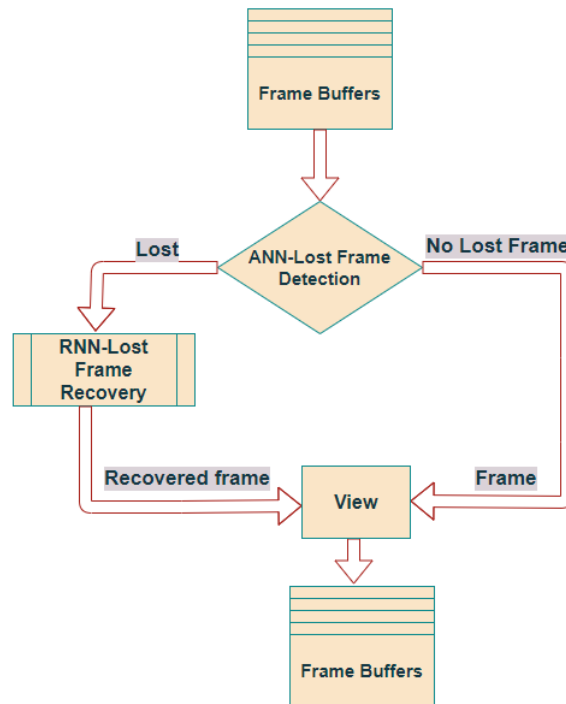 Frame Buffers
ANN-Lost Frame
Detection
Lost
No Lost Frame
RNN-Lost
Frame
Recovery
Recovered frame
Frame
View
Frame Buffers